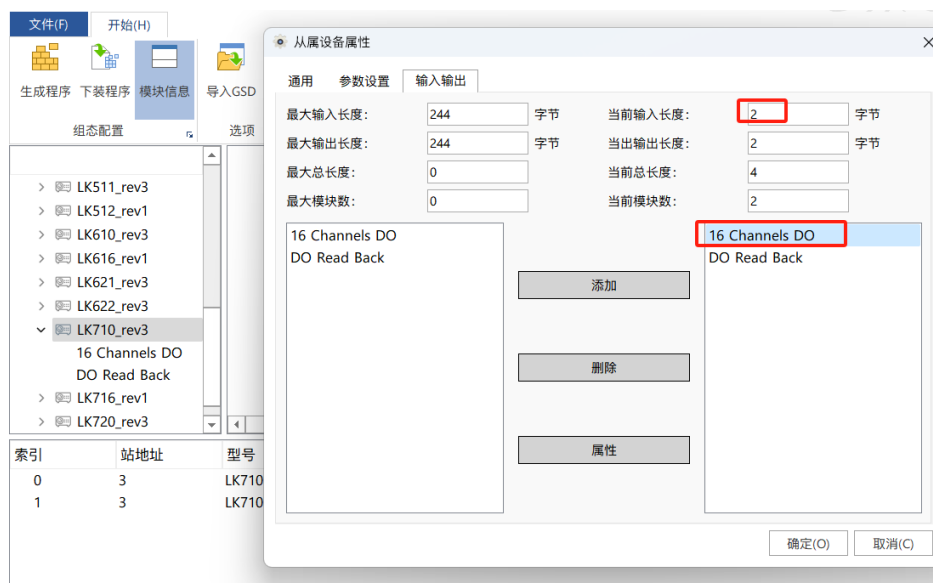 文件(F) 开始(H)
生成程序 下装程序 模块信息 导入GSD
组态配置 选项
LK511_rev3
LK512_rev1
LK610_rev3
LK616_rev1
LK621_rev3
LK622_rev3
LK710_rev3
16 Channels DO
DO Read Back
LK716_rev1
LK720_rev3
索引 站地址 型号
0 3 LK710
1 3 LK710
从属设备属性
通用 参数设置 输入输出
最大输入长度: 244 字节 当前输入长度: 2 字节
最大输出长度: 244 字节 当出输出长度: 2 字节
最大总长度: 0 当前总长度: 4
最大模块数: 0 当前模块数: 2
16 Channels DO
DO Read Back
添加
删除
属性
16 Channels DO
DO Read Back
确定(O) 取消(C)